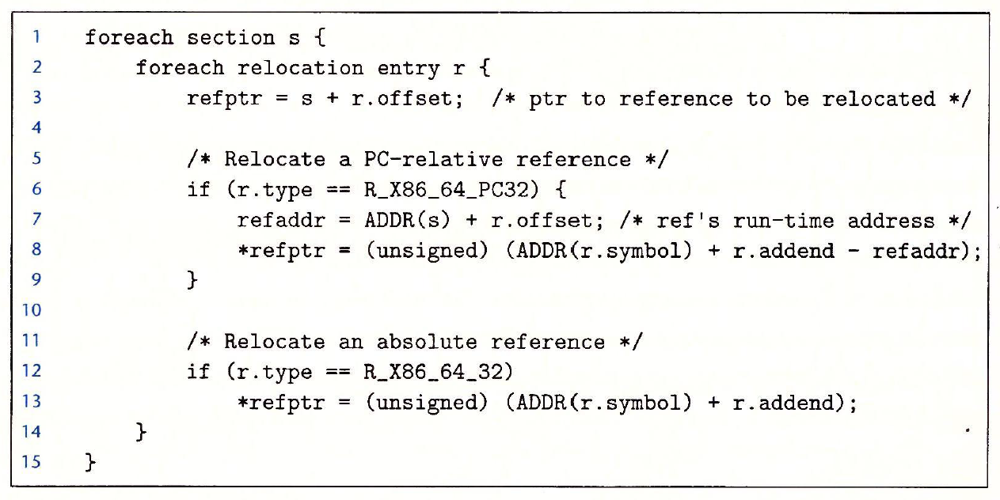 1 foreach section s {
2 foreach relocation entry r {
3 refptr = s + r.offset; /* ptr to reference to be relocated */
4
5 /* Relocate a PC-relative reference */
6 if (r.type == R_X86_64_PC32) {
7 refaddr = ADDR(s) + r.offset; /* ref's run-time address */
8 *refptr = (unsigned) (ADDR(r.symbol) + r.addend - refaddr);
9 }
10
11 /* Relocate an absolute reference */
12 if (r.type == R_X86_64_32)
13 *refptr = (unsigned) (ADDR(r.symbol) + r.addend);
14 }
15 }